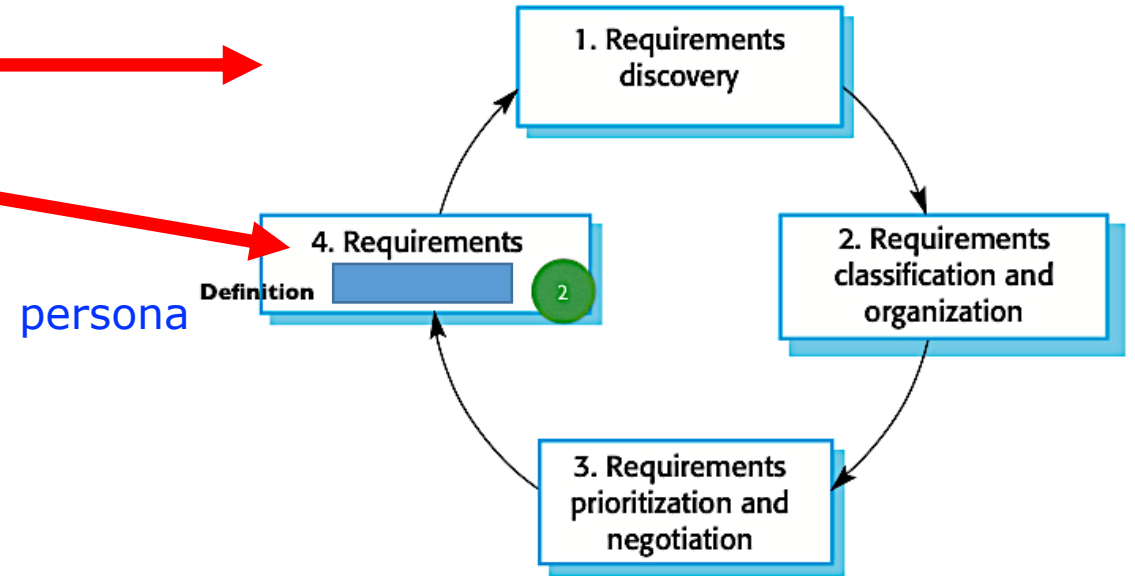 1. Requirements
discovery
2. Requirements
classification and
organization
3. Requirements
prioritization and
negotiation
4. Requirements
Definition
2
persona